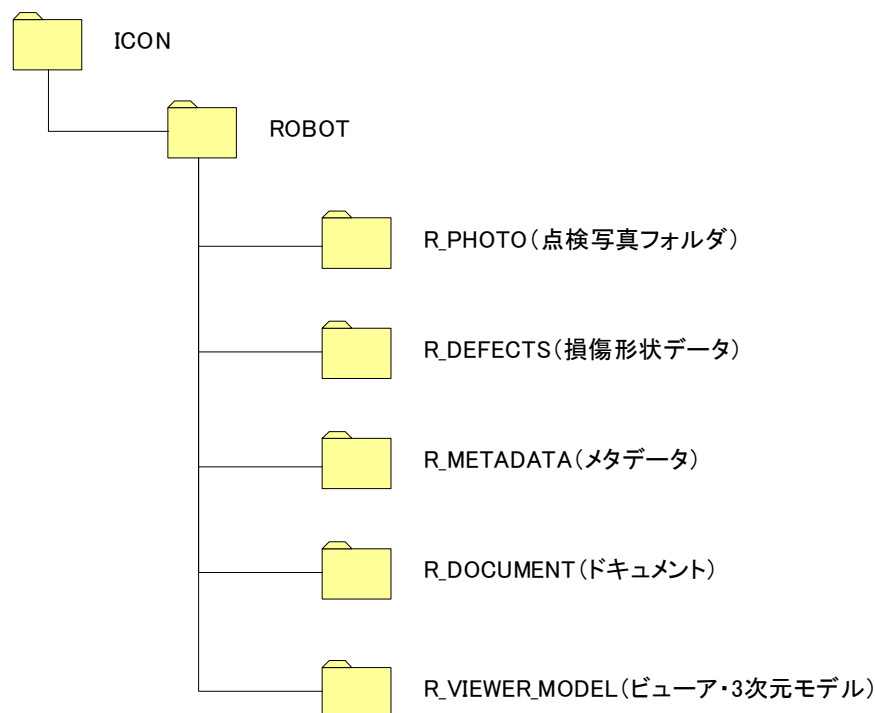 ICON
ROBOT
R_PHOTO（点検写真フォルダ）
R_DEFECTS（損傷形状データ）
R_METADATA（メタデータ）
R_DOCUMENT（ドキュメント）
R_VIEWER_MODEL（ビューア・3次元モデル）